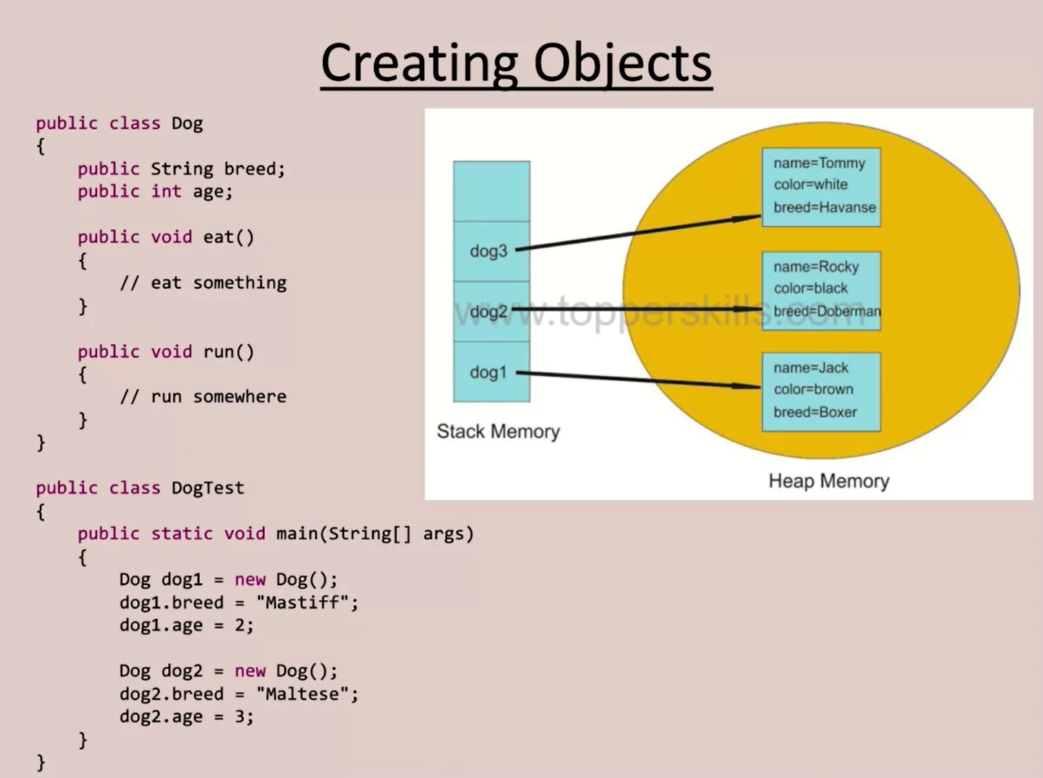 Creating Objects
public class Dog
{
public String breed;
public int age;
public void eat()
{
// eat something
}
public void run()
{
// run somewhere
}
}
public class DogTest
{
public static void main(String[] args)
{
Dog dog1 = new Dog();
dog1.breed = "Mastiff";
dog1.age = 2;
Dog dog2 = new Dog();
dog2.breed = "Maltese";
dog2.age = 3;
}
}
dog3
dog2
dog1
Stack Memory
name=Tommy
color=white
breed=Havanse
name=Rocky
color=black
breed=Doberman
name=Jack
color=brown
breed=Boxer
Heap Memory
www.topperskills.com